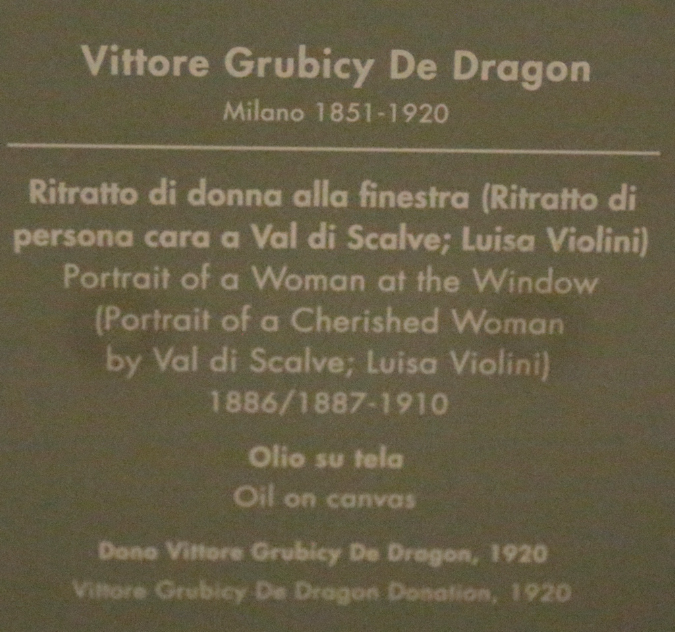 Vittore Grubicy De Dragon
Milano 1851-1920
Ritratto di donna alla finestra (Ritratto di
persona cara a Val di Scalve; Luisa Violini)
Portrait of a Woman at the Window
(Portrait of a Cherished Woman
by Val di Scalve; Luisa Violini)
1886/1887-1910
Olio su tela
Oil on canvas
Dono Vittore Grubicy De Dragon, 1920
Vittore Grubicy De Dragon Donation, 1920